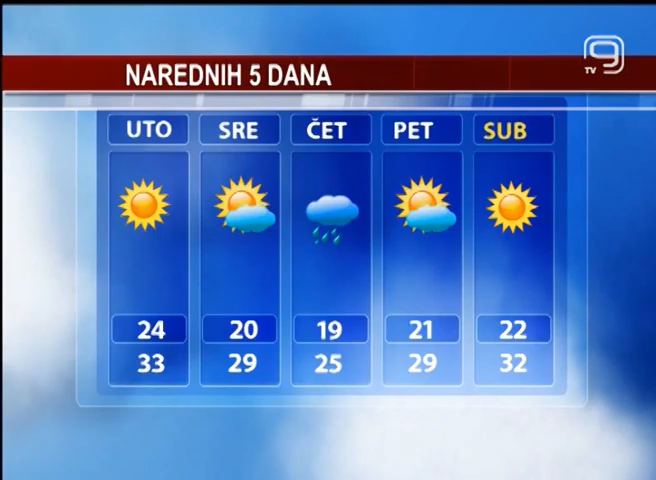 TV 9
NAREDNIH 5 DANA
UTO SRE ČET PET SUB
24 20 19 21 22
33 29 25 29 32